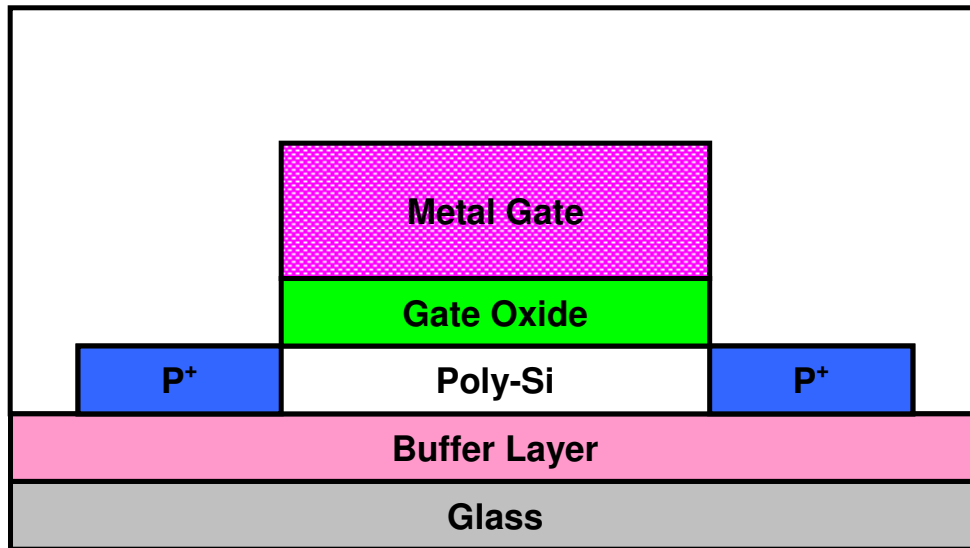 Metal Gate
Gate Oxide
P⁺ Poly-Si P⁺
Buffer Layer
Glass